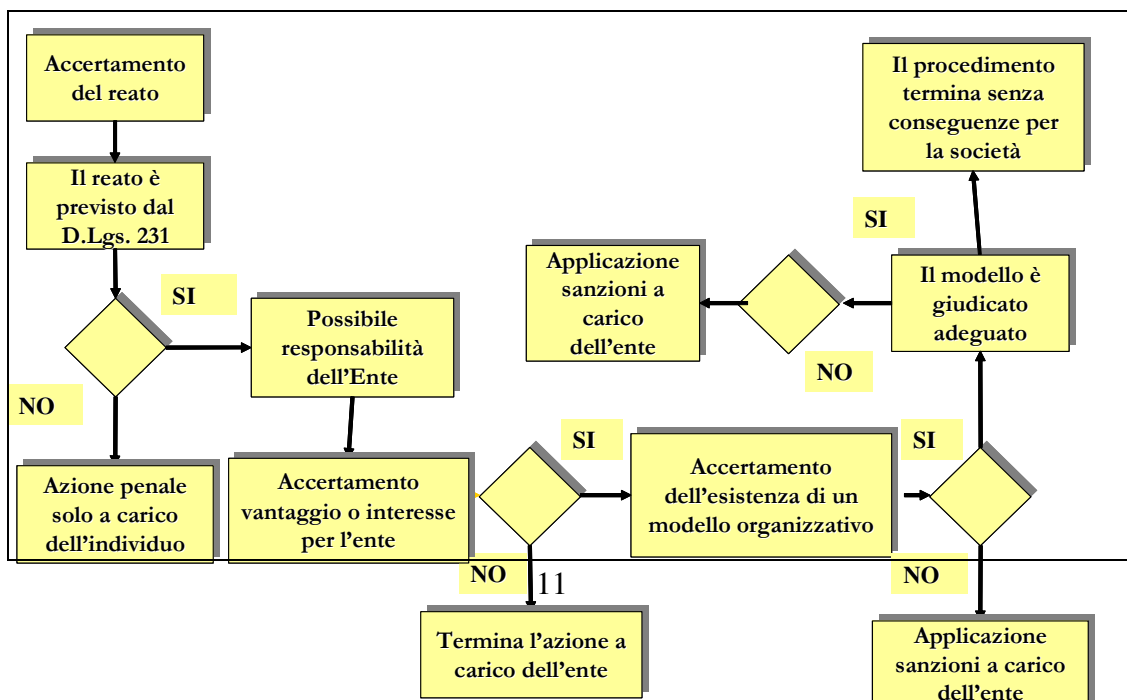 Accertamento
del reato
Il reato è
previsto dal
D.Lgs. 231
SI
NO
Azione penale
solo a carico
dell'individuo
Possibile
responsabilità
dell'Ente
Accertamento
vantaggio o interesse
per l'ente
SI
NO
11
Termina l'azione a
carico dell'ente
Accertamento
dell'esistenza di un
modello organizzativo
SI
NO
Applicazione
sanzioni a carico
dell'ente
Il modello è
giudicato
adeguato
SI
Il procedimento
termina senza
conseguenze per
la società
NO
Applicazione
sanzioni a
carico
dell'ente